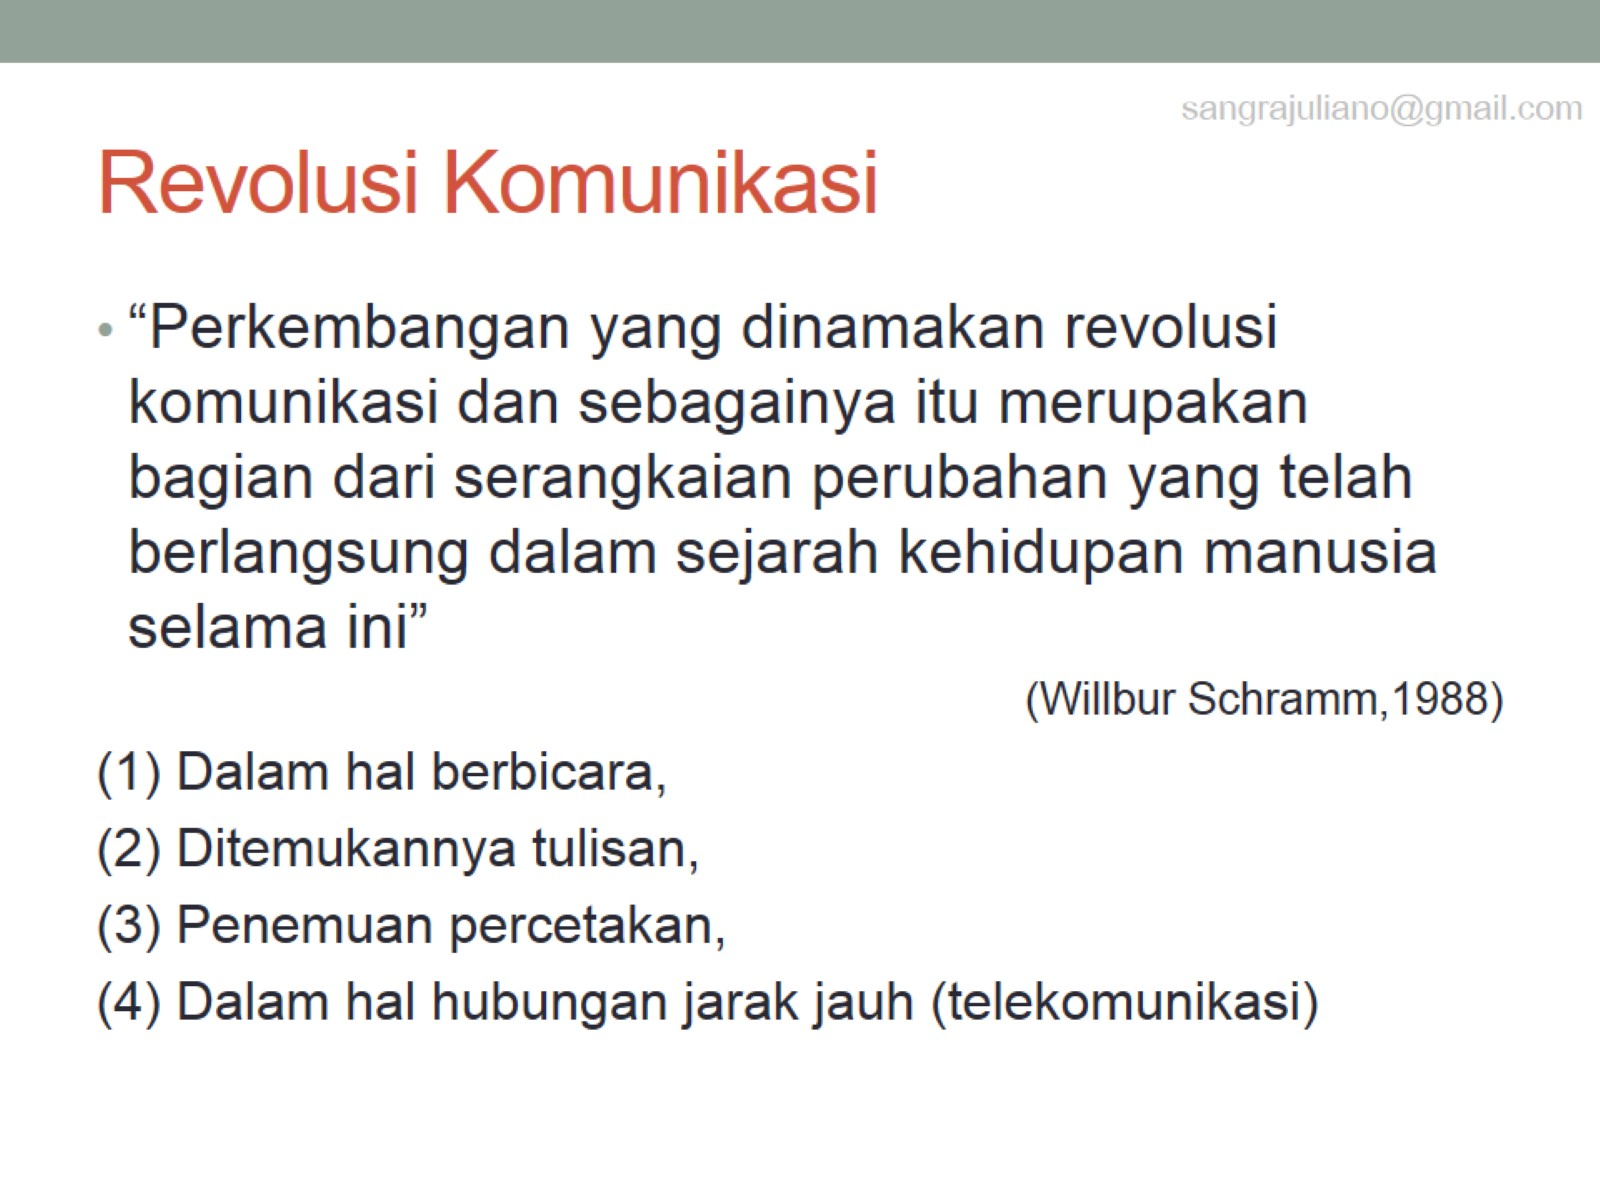 sangrajuliano@gmail.com
Revolusi Komunikasi
• “Perkembangan yang dinamakan revolusi
komunikasi dan sebagainya itu merupakan
bagian dari serangkaian perubahan yang telah
berlangsung dalam sejarah kehidupan manusia
selama ini”
(Willbur Schramm,1988)
(1) Dalam hal berbicara,
(2) Ditemukannya tulisan,
(3) Penemuan percetakan,
(4) Dalam hal hubungan jarak jauh (telekomunikasi)